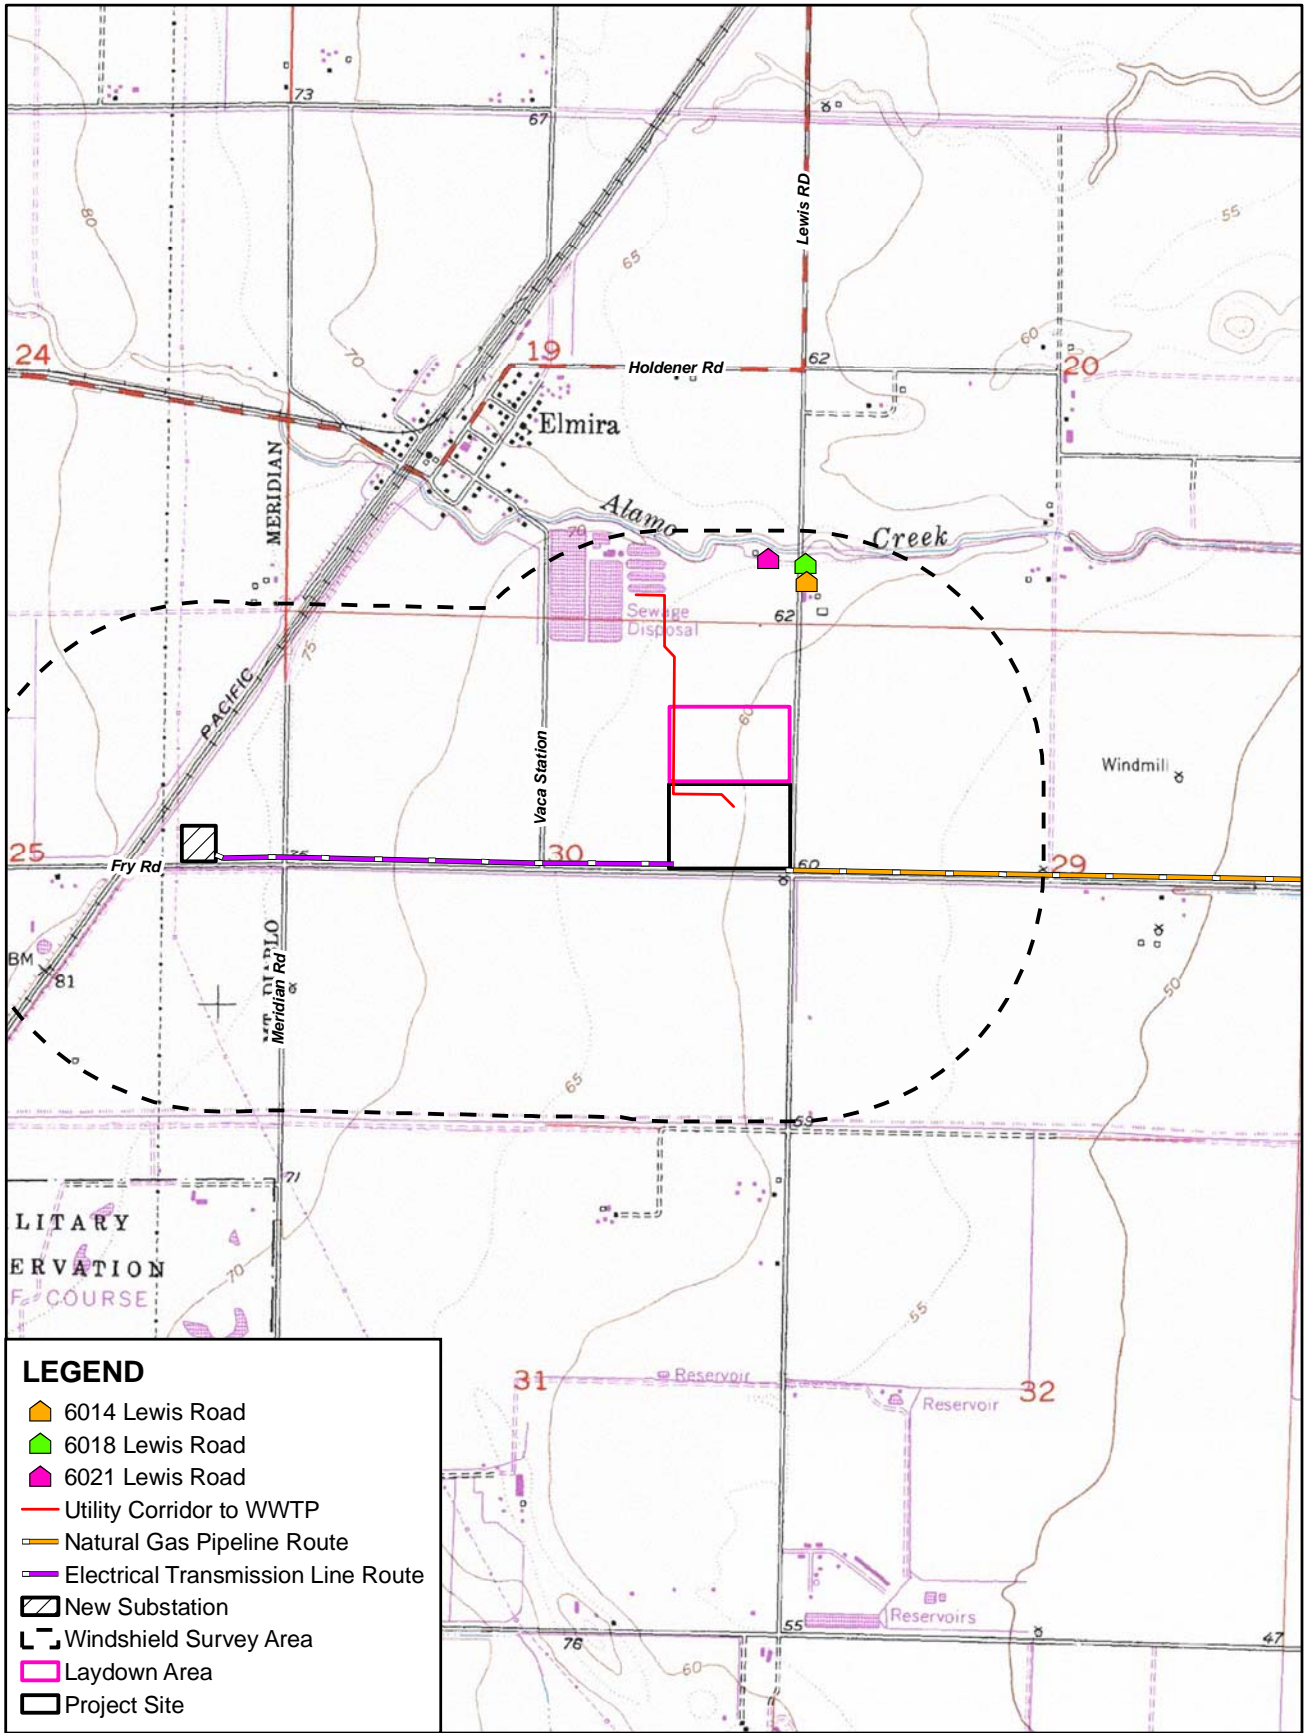 73
67
Lewis RD
80
55
65
60
24
70
19
Holdener Rd
62
20
Elmira
MERIDIAN
Alamo
Creek
70
62
Sewage
Disposal
75
PACIFIC
60
Windmill
Vaca Station
25
Fry Rd
75
30
60
29
BM
81
MT DIABLO
Meridian Rd
50
65
59
71
LITARY
ERVATION
F COURSE
70
55
31
Reservoir
32
Reservoir
Reservoirs
76
55
47
60
LEGEND
6014 Lewis Road
6018 Lewis Road
6021 Lewis Road
Utility Corridor to WWTP
Natural Gas Pipeline Route
Electrical Transmission Line Route
New Substation
Windshield Survey Area
Laydown Area
Project Site